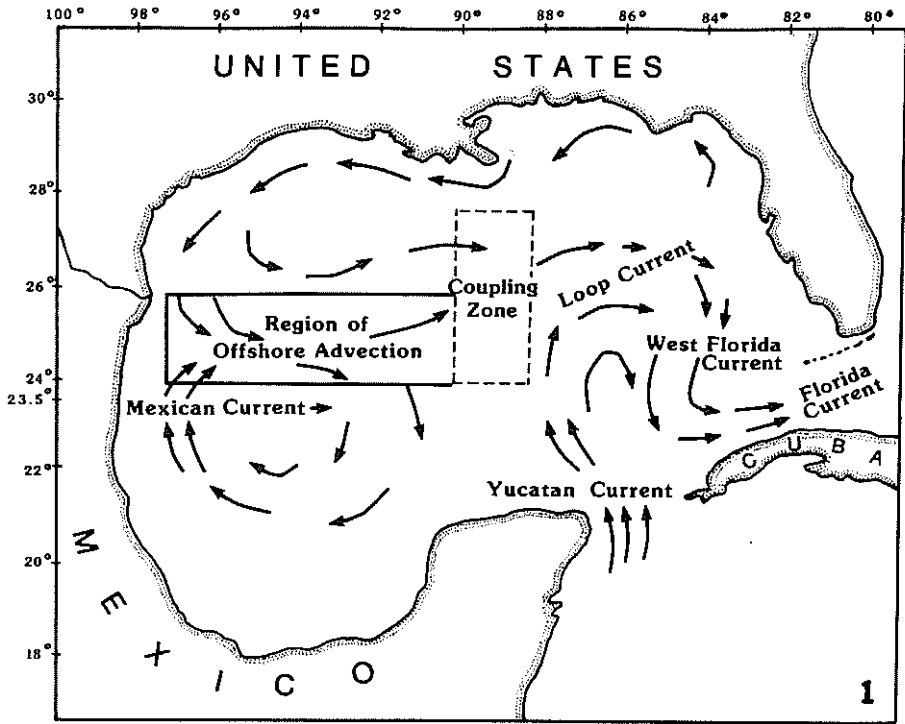 100° 98° 96° 94° 92° 90° 88° 86° 84° 82° 80°
UNITED STATES
30°
28°
26°
24°
23.5°
22°
20°
18°
Loop Current
Coupling
Zone
Region of
Offshore Advection
West Florida
Current
Florida
Current
Mexican Current
CUBA
Yucatan Current
MEXICO
1